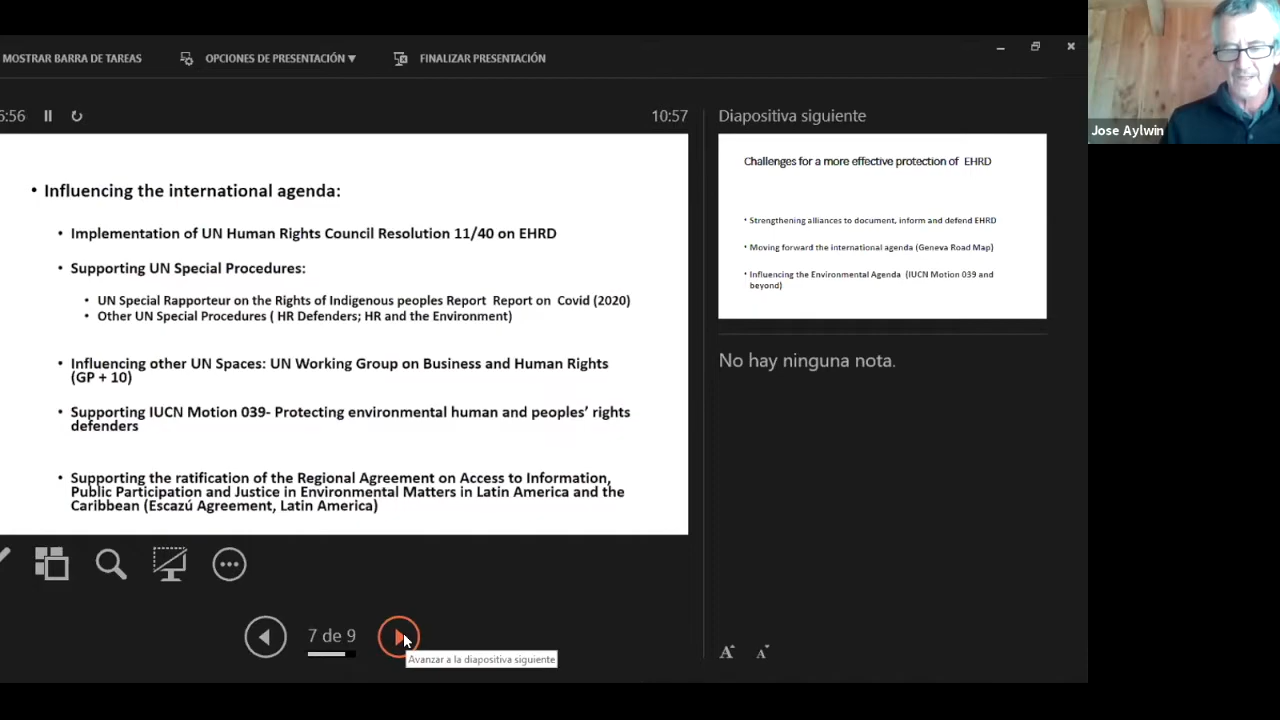 MOSTRAR BARRA DE TAREAS
OPCIONES DE PRESENTACIÓN ▾
FINALIZAR PRESENTACIÓN
6:56
10:57
• Influencing the international agenda:
• Implementation of UN Human Rights Council Resolution 11/40 on EHRD
• Supporting UN Special Procedures:
• UN Special Rapporteur on the Rights of Indigenous peoples Report Report on Covid (2020)
• Other UN Special Procedures ( HR Defenders; HR and the Environment)
• Influencing other UN Spaces: UN Working Group on Business and Human Rights
(GP + 10)
• Supporting IUCN Motion 039- Protecting environmental human and peoples’ rights
defenders
• Supporting the ratification of the Regional Agreement on Access to Information,
Public Participation and Justice in Environmental Matters in Latin America and the
Caribbean (Escazú Agreement, Latin America)
7 de 9
Avanzar a la diapositiva siguiente
Diapositiva siguiente
Challenges for a more effective protection of EHRD
• Strengthening alliances to document, inform and defend EHRD
• Moving forward the international agenda (Geneva Road Map)
• Influencing the Environmental Agenda (IUCN Motion 039 and
beyond)
No hay ninguna nota.
A A
Jose Aylwin